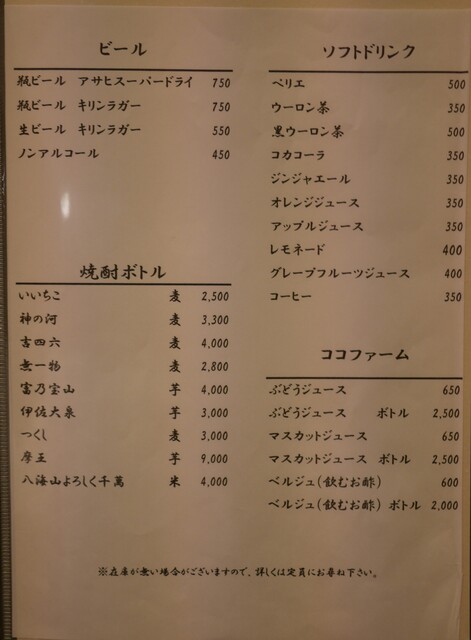 ビール
瓶ビール アサヒスーパードライ 750
瓶ビール キリンラガー 750
生ビール キリンラガー 550
ノンアルコール 450
焼酎ボトル
いいちこ 麦 2,500
神の河 麦 3,300
吉四六 麦 4,000
無一物 麦 2,800
富乃宝山 芋 4,000
伊佐大泉 芋 3,000
つくし 麦 3,000
摩王 芋 9,000
八海山よろしく千萬 米 4,000
ソフトドリンク
ペリエ 500
ウーロン茶 350
黒ウーロン茶 500
コカコーラ 350
ジンジャエール 350
オレンジジュース 350
アップルジュース 350
レモネード 400
グレープフルーツジュース 400
コーヒー 350
ココファーム
ぶどうジュース 650
ぶどうジュース ボトル 2,500
マスカットジュース 650
マスカットジュース ボトル 2,500
ベルジュ(飲むお酢) 600
ベルジュ(飲むお酢) ボトル 2,000
※在庫が無い場合がございますので、詳しくは定員にお尋ね下さい。